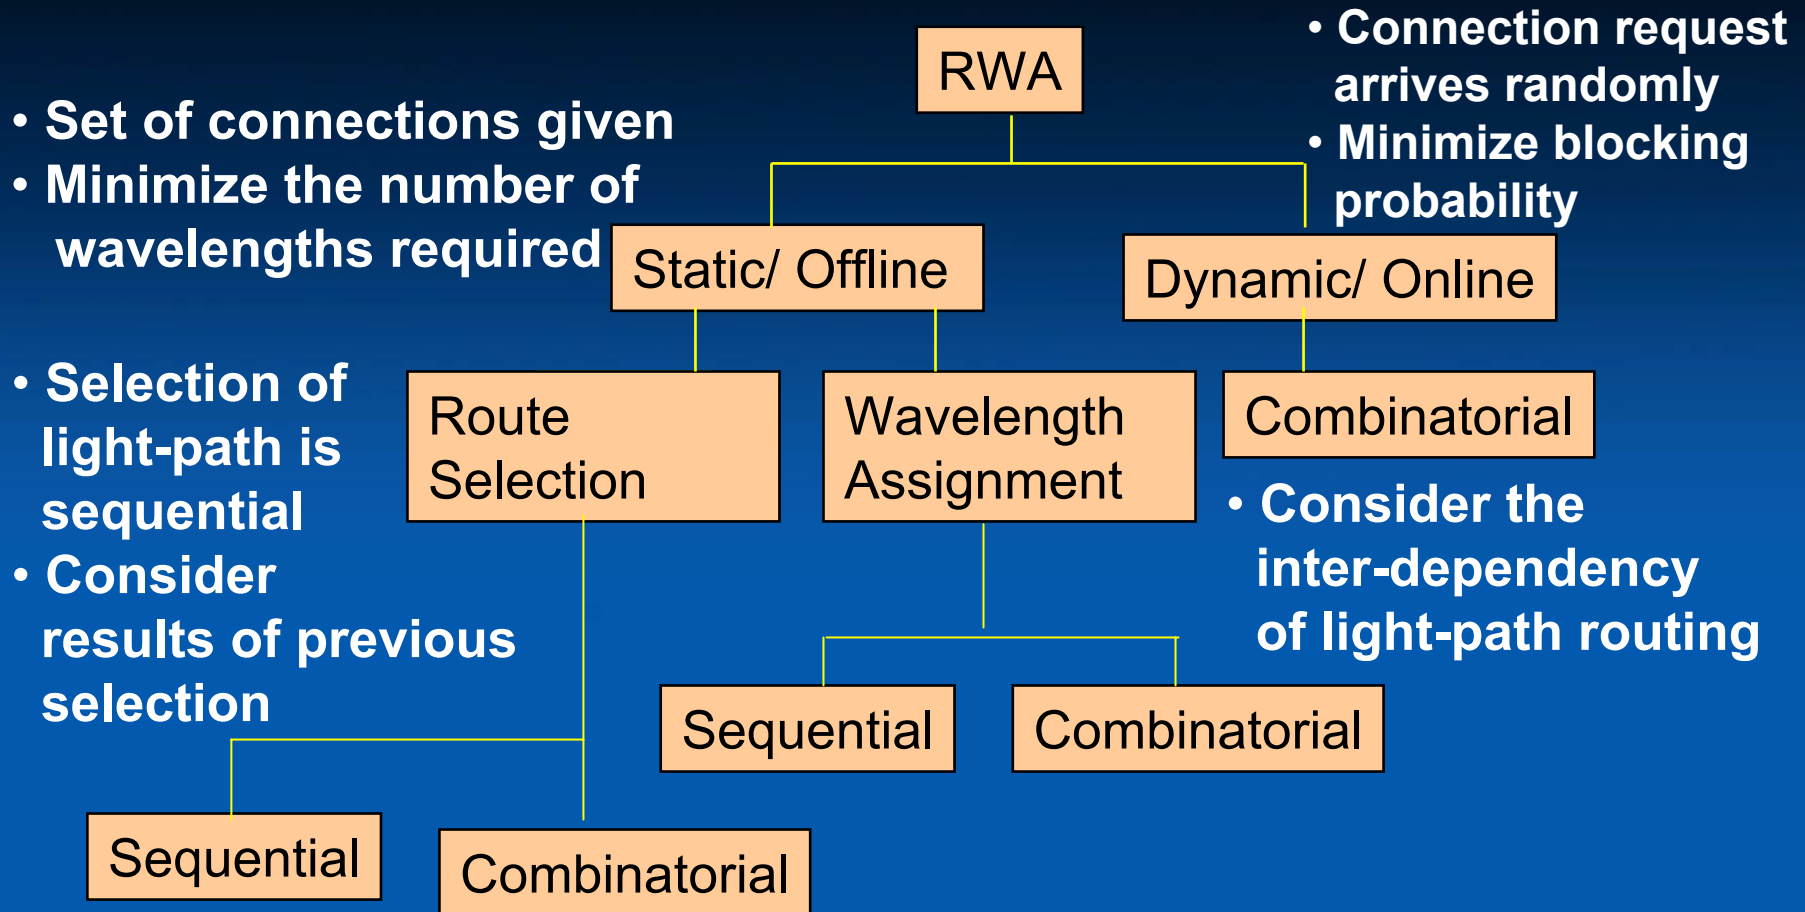 RWA
• Connection request
arrives randomly
• Minimize blocking
probability
• Set of connections given
• Minimize the number of
wavelengths required
Static/ Offline
Dynamic/ Online
• Selection of
light-path is
sequential
• Consider
results of previous
selection
Route
Selection
Wavelength
Assignment
Combinatorial
• Consider the
inter-dependency
of light-path routing
Sequential
Combinatorial
Sequential
Combinatorial